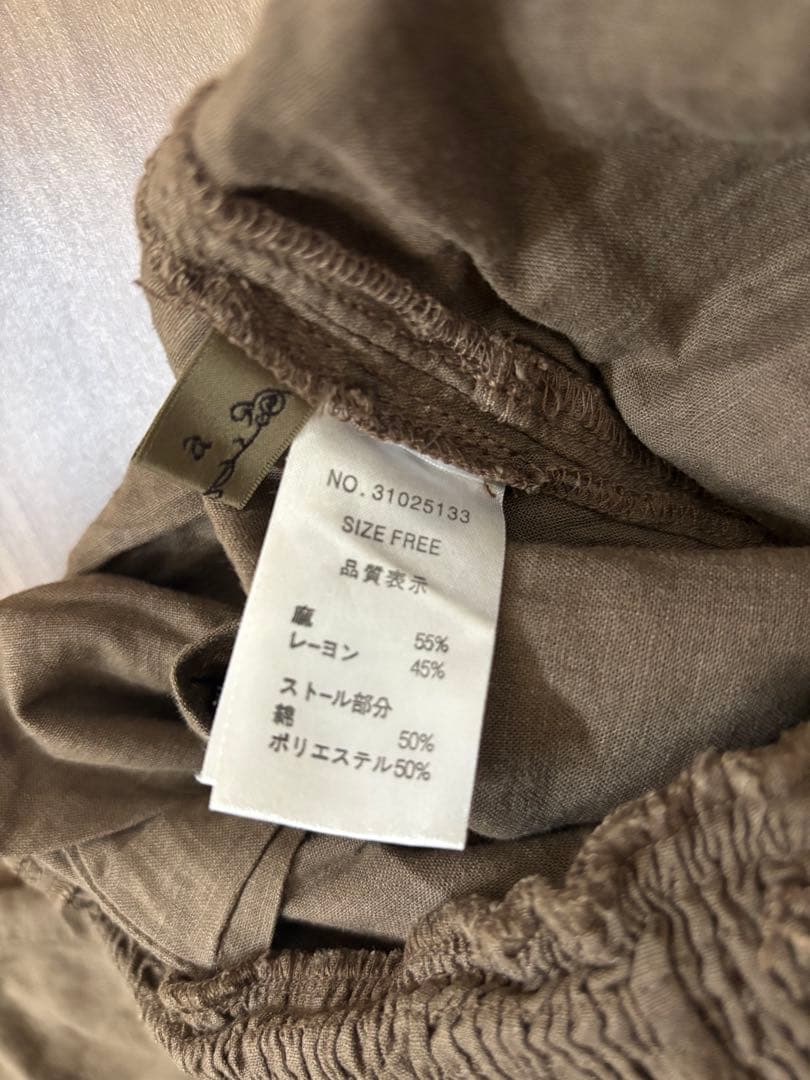 a
NO.31025133
SIZE FREE
品質表示
麻 55%
レーヨン 45%
ストール部分
綿 50%
ポリエステル50%